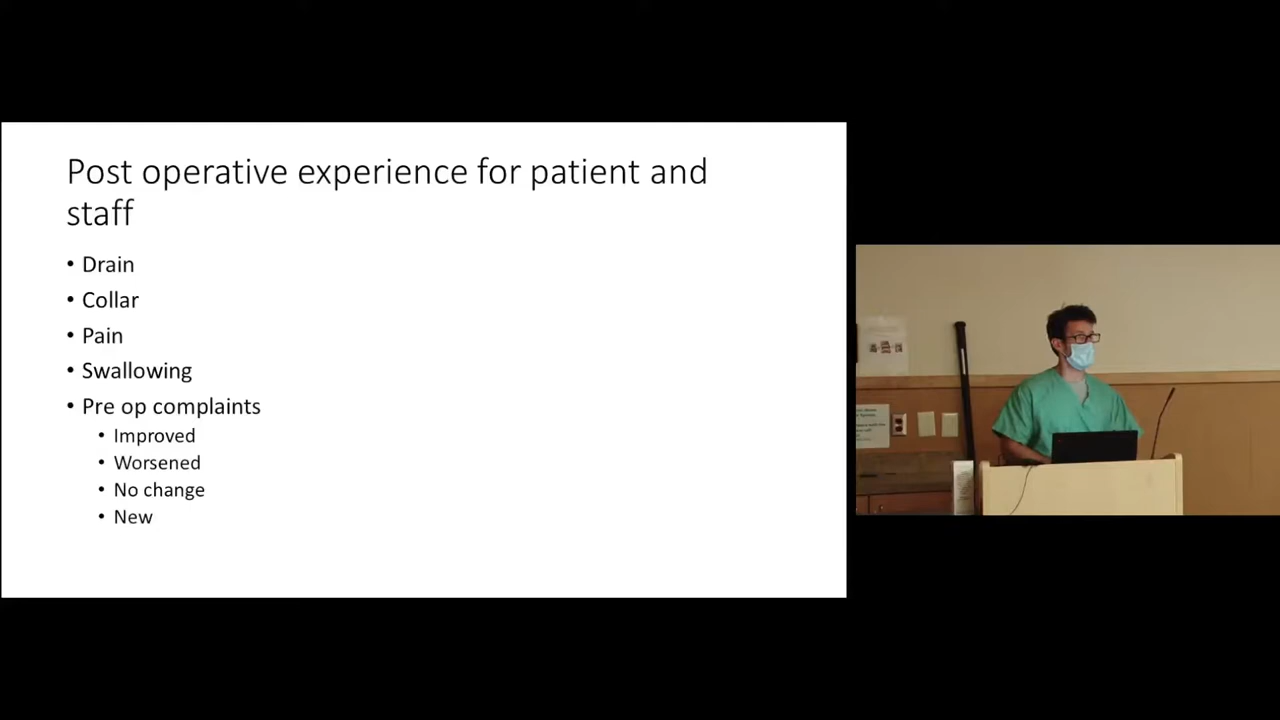 Post operative experience for patient and
staff
• Drain
• Collar
• Pain
• Swallowing
• Pre op complaints
• Improved
• Worsened
• No change
• New